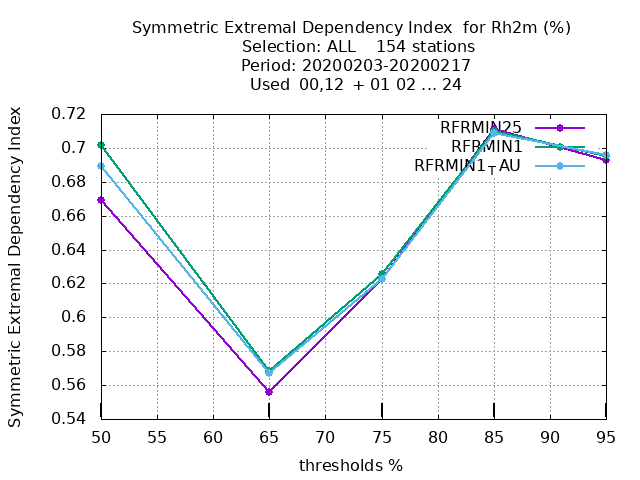 Symmetric Extremal Dependency Index  for Rh2m (%)
Selection: ALL    154 stations
Period: 20200203-20200217
Used  00,12  + 01 02 ... 24
Symmetric Extremal Dependency Index
0.72
0.7
0.68
0.66
0.64
0.62
0.6
0.58
0.56
0.54
RFRMIN25
RFRMIN1
RFRMIN1TAU
50 55 60 65 70 75 80 85 90 95
thresholds %